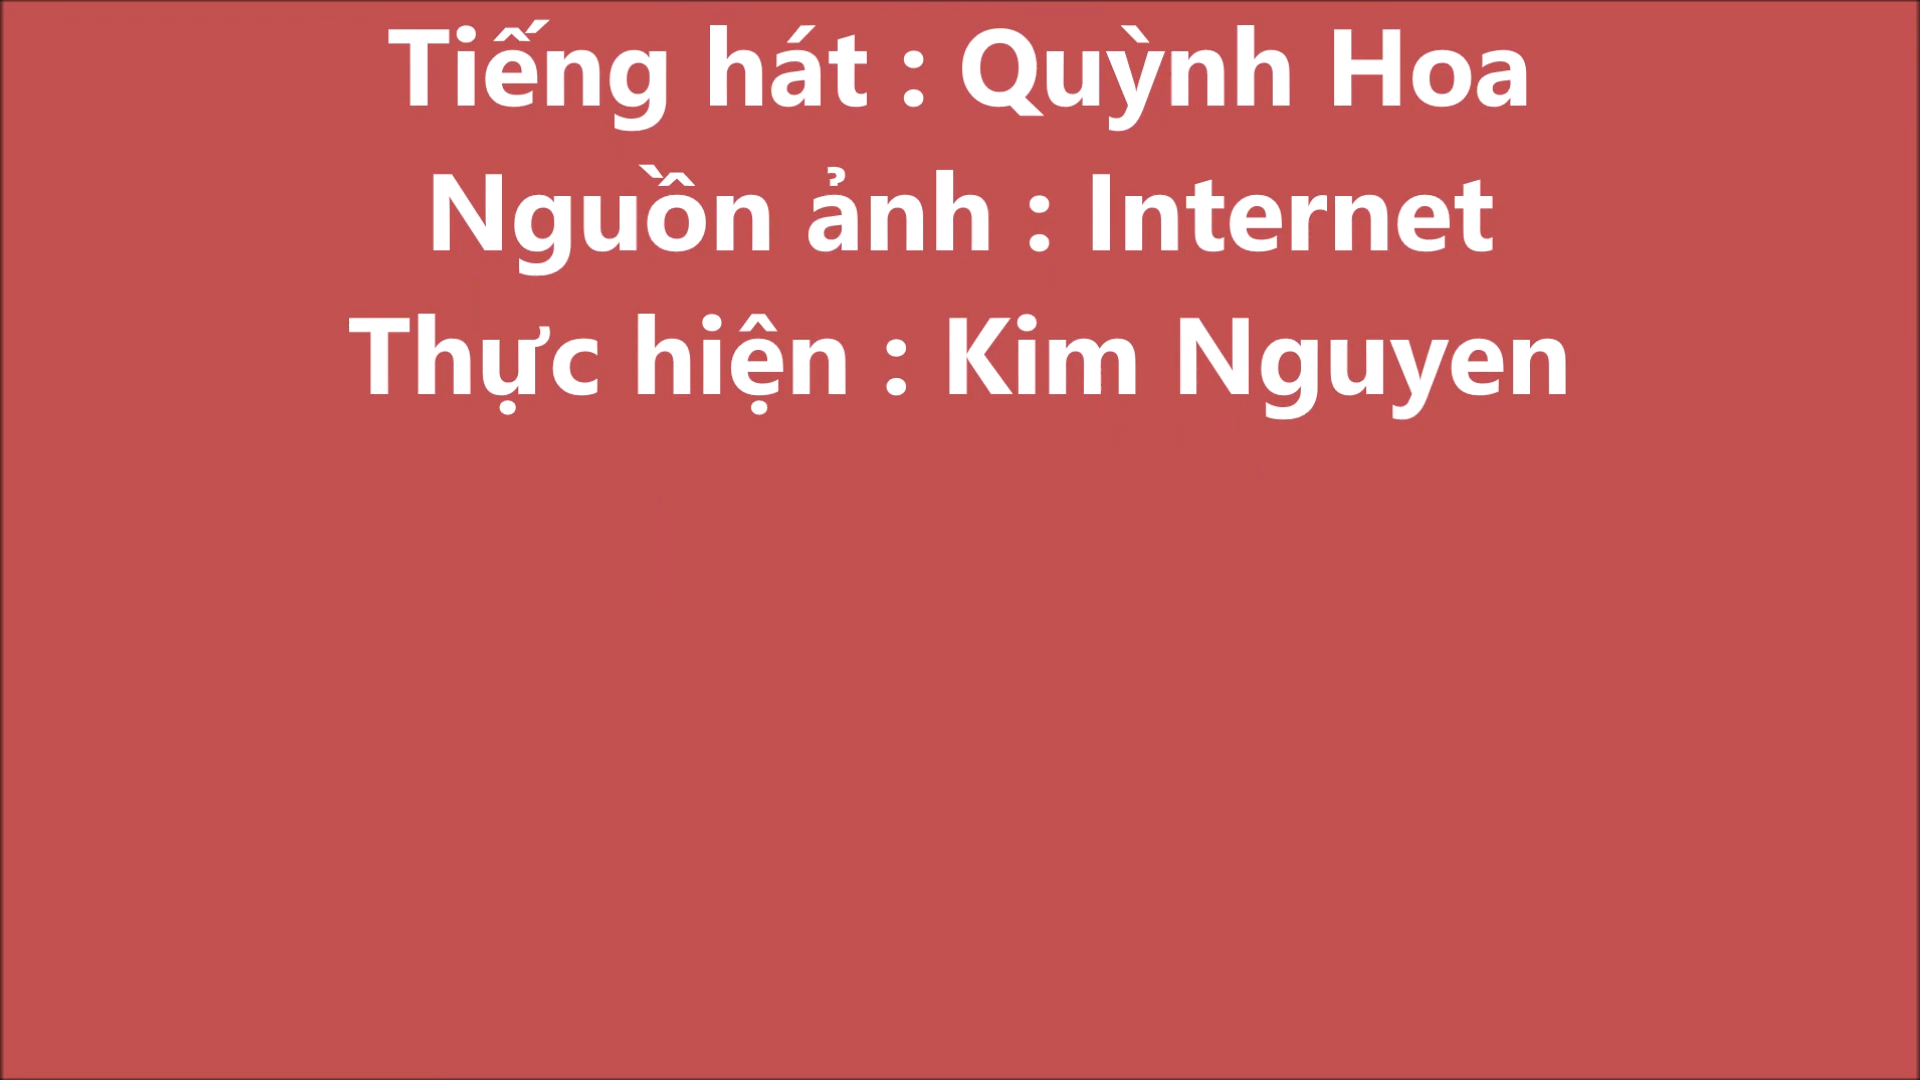 Tiếng hát : Quỳnh Hoa
Nguồn ảnh : Internet
Thực hiện : Kim Nguyen